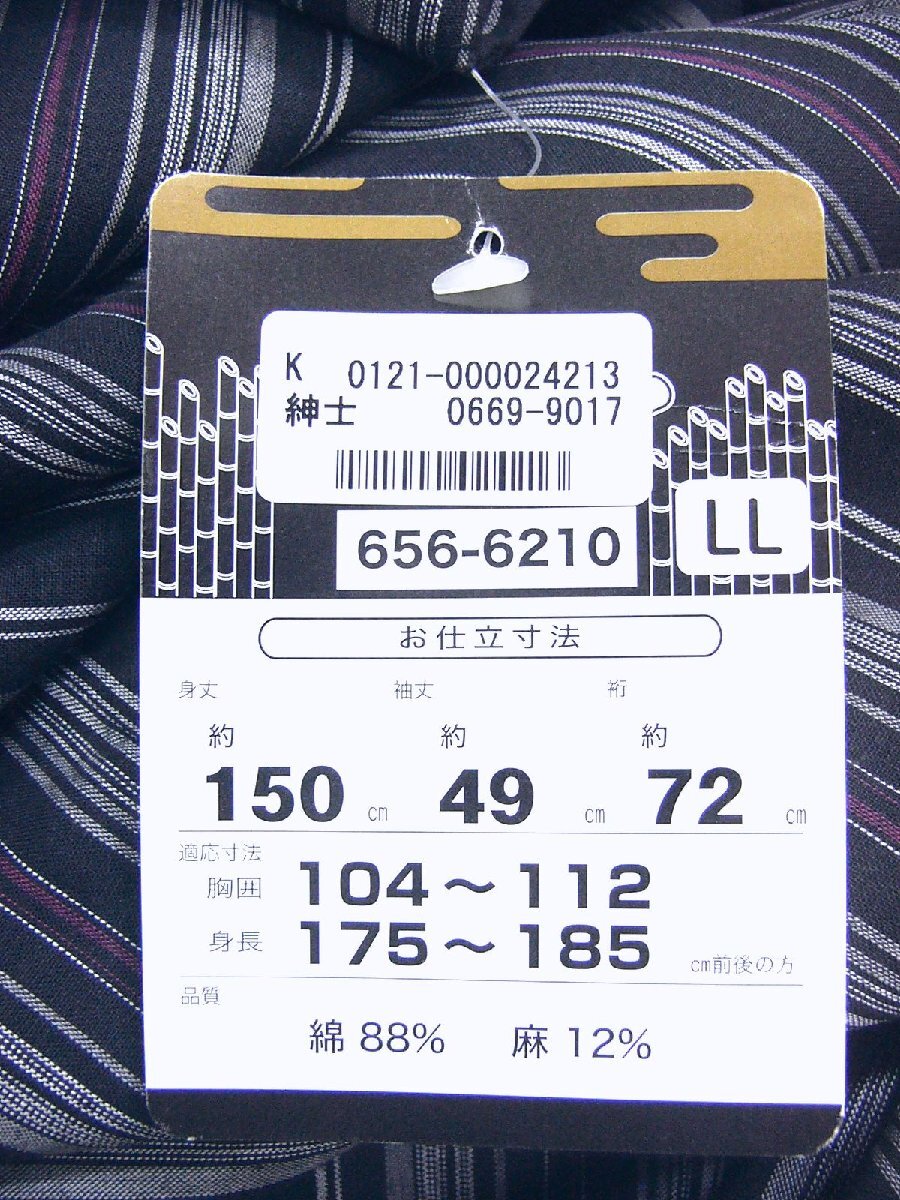 K 0121-000024213
紳士 0669-9017
656-6210 LL
お仕立寸法
身丈 袖丈 裄
約 約 約
150 cm 49 cm 72 cm
適応寸法
胸囲 104～112
身長 175～185 cm前後の方
品質
綿 88% 麻 12%